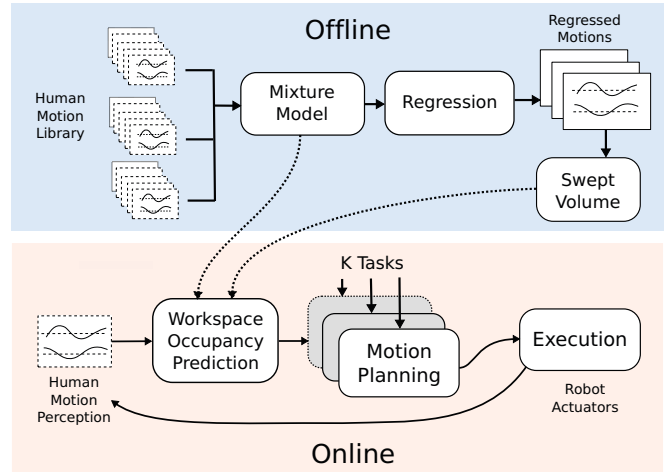 Offline
Human
Motion
Library
Mixture
Model
Regression
Regressed
Motions
Swept
Volume
K Tasks
Workspace
Occupancy
Prediction
Motion
Planning
Execution
Human
Motion
Perception
Robot
Actuators
Online